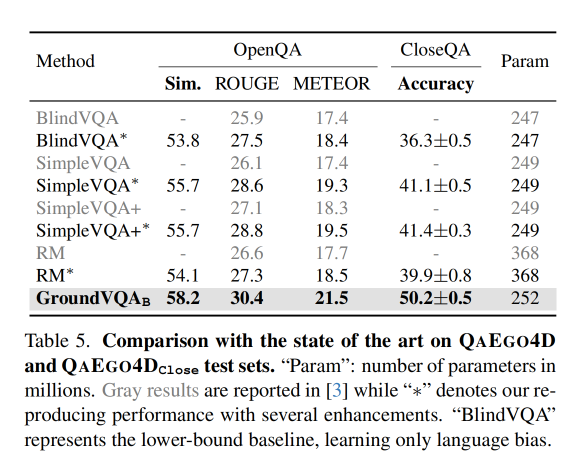 Method OpenQA CloseQA Param
Sim. ROUGE METEOR Accuracy
BlindVQA - 25.9 17.4 - 247
BlindVQA* 53.8 27.5 18.4 36.3±0.5 247
SimpleVQA - 26.1 17.4 - 249
SimpleVQA* 55.7 28.6 19.3 41.1±0.5 249
SimpleVQA+ - 27.1 18.3 - 249
SimpleVQA+* 55.7 28.8 19.5 41.4±0.3 249
RM - 26.6 17.7 - 368
RM* 54.1 27.3 18.5 39.9±0.8 368
GroundVQA_B 58.2 30.4 21.5 50.2±0.5 252
Table 5. Comparison with the state of the art on QAEGO4D
and QAEGO4D_Close test sets. “Param”: number of parameters in
millions. Gray results are reported in [3] while “∗” denotes our re-
producing performance with several enhancements. “BlindVQA”
represents the lower-bound baseline, learning only language bias.